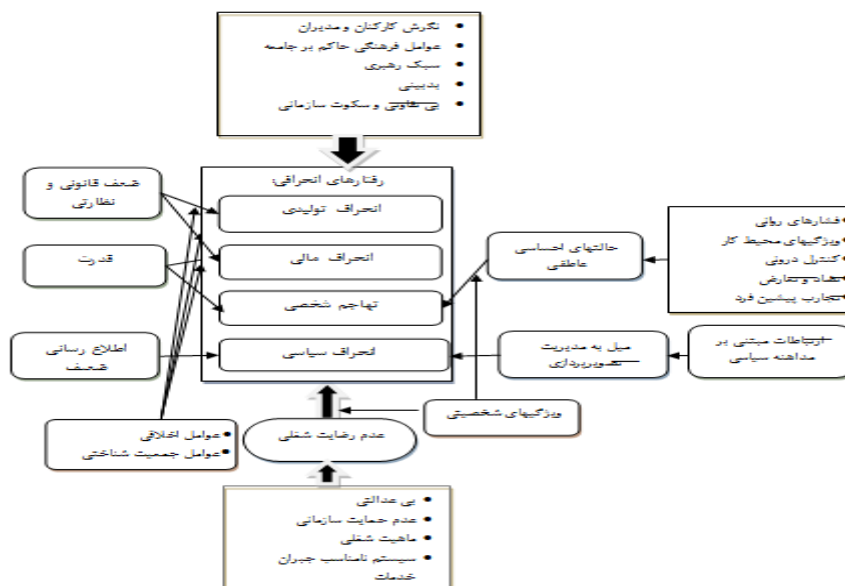 نگرش کارکنان و مدیران
عوامل فرهنگی حاکم بر جامعه
سبک رهبری
بدبینی
بی تفاوتی و سکوت سازمانی
رفتارهای انحرافی:
انحراف تولیدی
انحراف مالی
تهاجم شخصی
انحراف سیاسی
ضعف قانونی و
نظارتی
قدرت
اطلاع رسانی
ضعف
عوامل اخلاقی
عوامل جمعیت شناختی
حالتهای احساسی
عاطفی
فشارهای روانی
ویژگیهای محیط کار
کنترل درونی
تضاد و تعارض
تجارب پیشین فرد
میل به مدیریت
تصویرپردازی
ارتباطات مبتنی بر
مداهنه سیاسی
ویژگیهای شخصیتی
عدم رضایت شغلی
بی عدالتی
عدم حمایت سازمانی
ماهیت شغلی
سیستم نامناسب جبران
خدمات